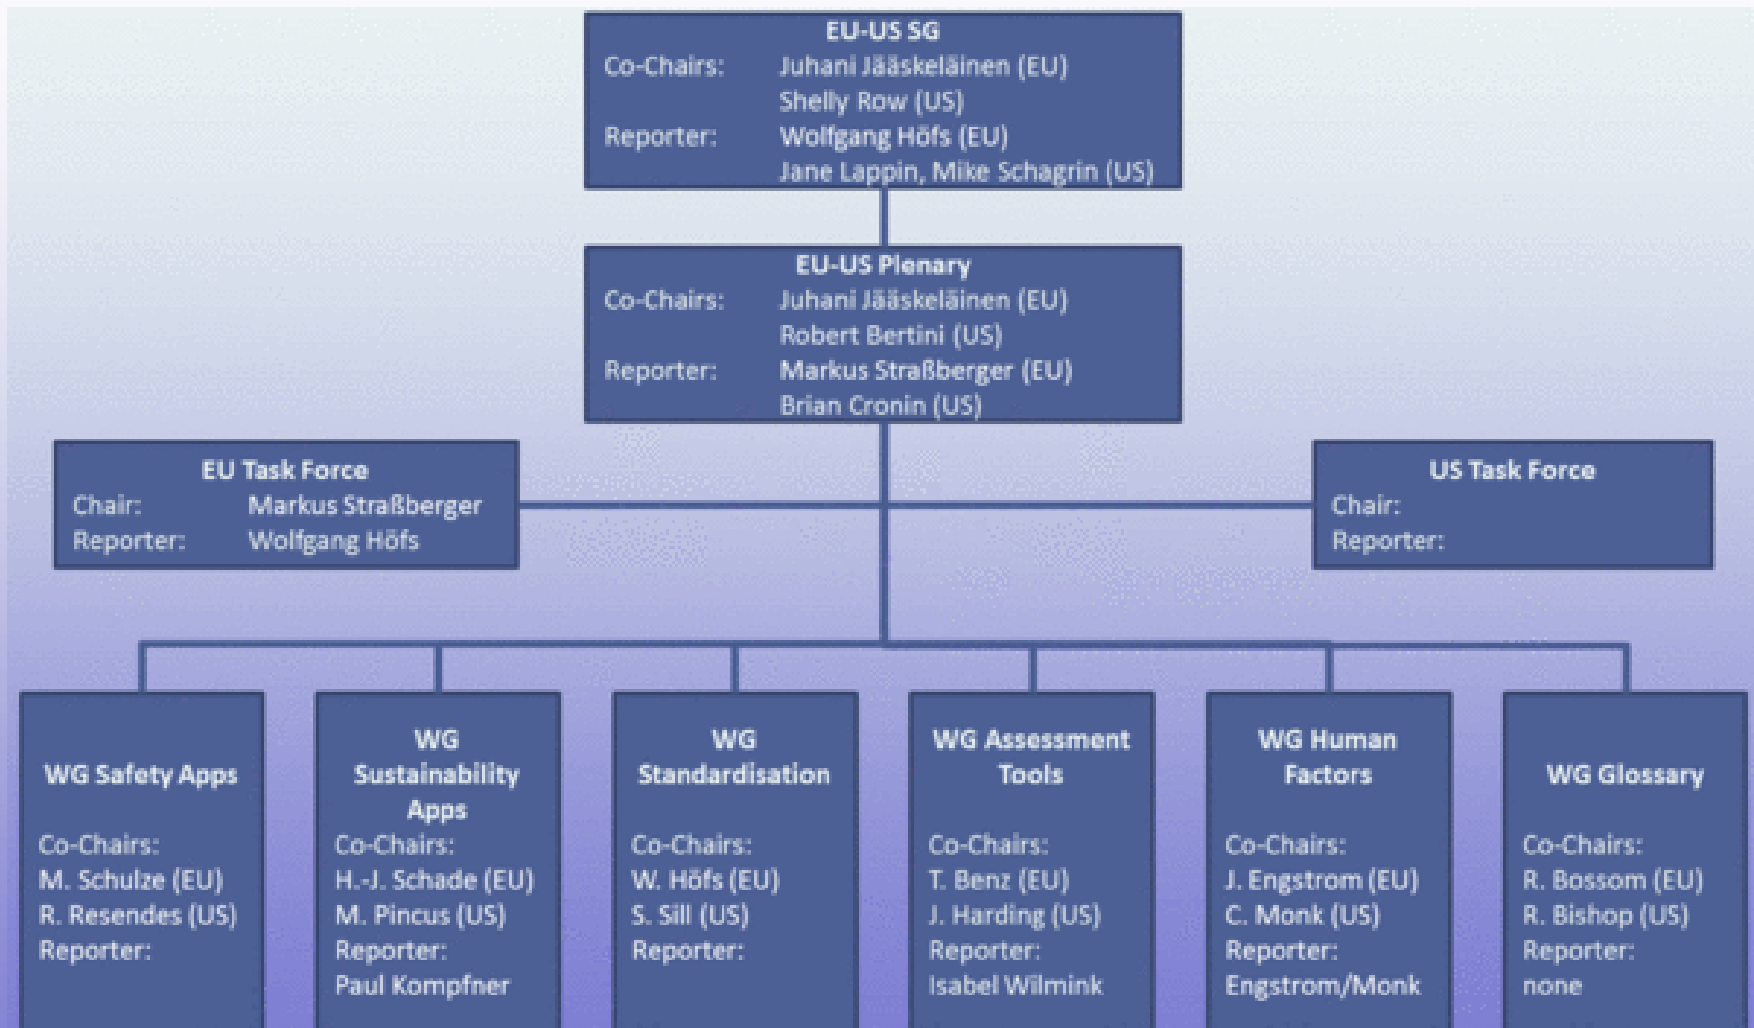 EU-US SG
Co-Chairs: Juhani Jääskeläinen (EU)
Shelly Row (US)
Reporter: Wolfgang Höfs (EU)
Jane Lappin, Mike Schagrin (US)
EU-US Plenary
Co-Chairs: Juhani Jääskeläinen (EU)
Robert Bertini (US)
Reporter: Markus Straßberger (EU)
Brian Cronin (US)
EU Task Force
Chair: Markus Straßberger
Reporter: Wolfgang Höfs
US Task Force
Chair:
Reporter:
WG Safety Apps
Co-Chairs:
M. Schulze (EU)
R. Resendes (US)
Reporter:
WG
Sustainability
Apps
Co-Chairs:
H.-J. Schade (EU)
M. Pincus (US)
Reporter:
Paul Kompfner
WG
Standardisation
Co-Chairs:
W. Höfs (EU)
S. Sill (US)
Reporter:
WG Assessment
Tools
Co-Chairs:
T. Benz (EU)
J. Harding (US)
Reporter:
Isabel Wilmink
WG Human
Factors
Co-Chairs:
J. Engstrom (EU)
C. Monk (US)
Reporter:
Engstrom/Monk
WG Glossary
Co-Chairs:
R. Bossom (EU)
R. Bishop (US)
Reporter:
none